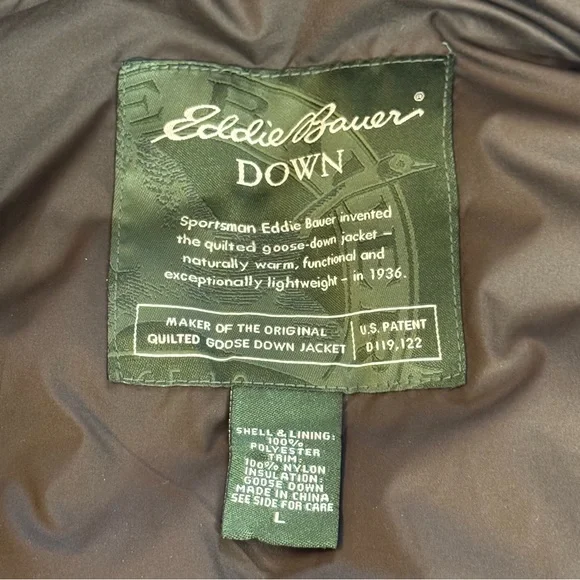 Eddie Bauer®
DOWN
Sportsman Eddie Bauer invented
the quilted goose-down jacket –
naturally warm, functional and
exceptionally lightweight – in 1936.
MAKER OF THE ORIGINAL
QUILTED GOOSE DOWN JACKET
U.S. PATENT
D119,122
SHELL & LINING:
100%
POLYESTER
TRIM:
100% NYLON
INSULATION:
GOOSE DOWN
MADE IN CHINA
SEE SIDE FOR CARE
L